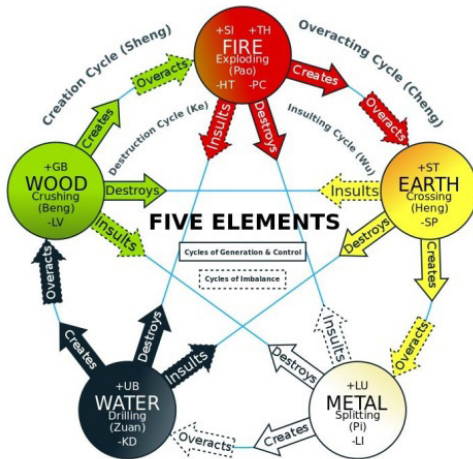 Creation Cycle (Sheng)
Overacting Cycle (Cheng)
Destruction Cycle (Ke)
Insulting Cycle (Wu)
+SI +TH
FIRE
Exploding
(Pao)
-HT -PC
Creates
Overacts
Insults
Destroys
Creates
Overacts
+GB
WOOD
Crushing
(Beng)
-LV
Destroys
Insults
+ST
EARTH
Crossing
(Heng)
-SP
Insults
Destroys
Creates
Overacts
FIVE ELEMENTS
Cycles of Generation & Control
Cycles of Imbalance
+UB
WATER
Drilling
(Zuan)
-KD
Overacts
Creates
Destroys
Insults
+LU
METAL
Splitting
(Pi)
-LI
Insults
Destroys
Creates
Overacts